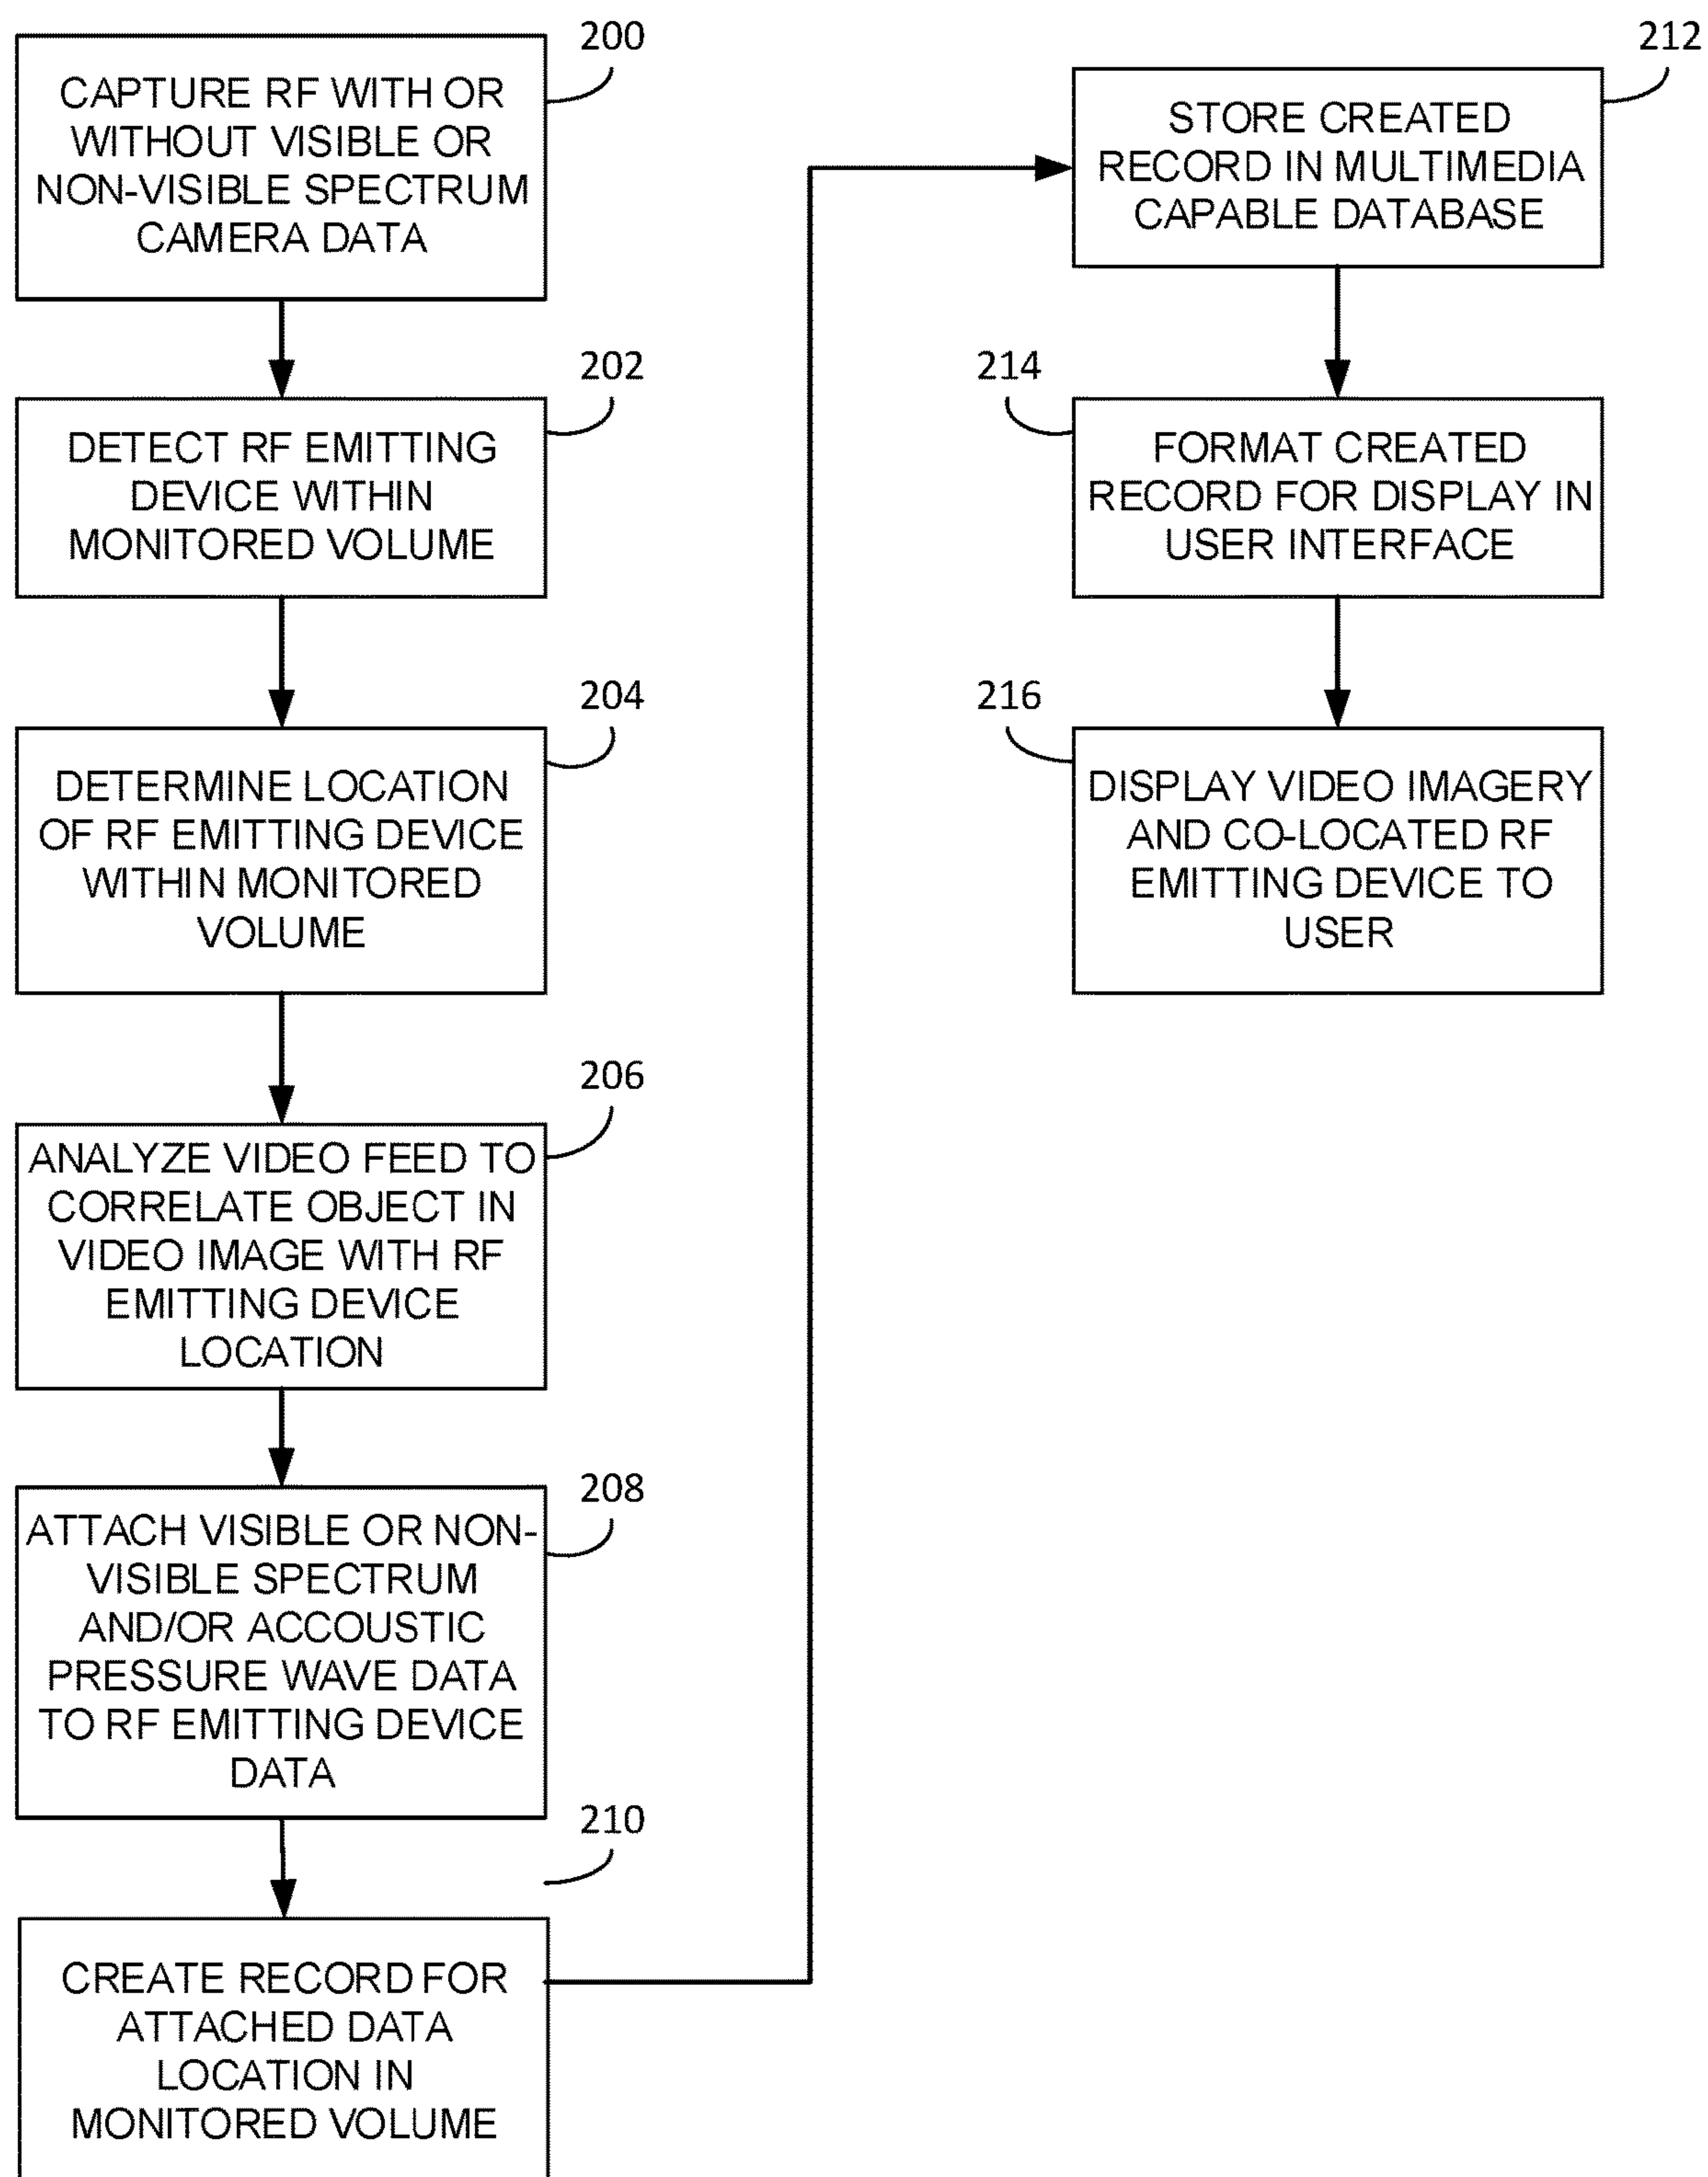 200
CAPTURE RF WITH OR
WITHOUT VISIBLE OR
NON-VISIBLE SPECTRUM
CAMERA DATA
202
DETECT RF EMITTING
DEVICE WITHIN
MONITORED VOLUME
204
DETERMINE LOCATION
OF RF EMITTING DEVICE
WITHIN MONITORED
VOLUME
206
ANALYZE VIDEO FEED TO
CORRELATE OBJECT IN
VIDEO IMAGE WITH RF
EMITTING DEVICE
LOCATION
208
ATTACH VISIBLE OR NON-
VISIBLE SPECTRUM
AND/OR ACCOUSTIC
PRESSURE WAVE DATA
TO RF EMITTING DEVICE
DATA
210
CREATE RECORD FOR
ATTACHED DATA
LOCATION IN
MONITORED VOLUME
212
STORE CREATED
RECORD IN MULTIMEDIA
CAPABLE DATABASE
214
FORMAT CREATED
RECORD FOR DISPLAY IN
USER INTERFACE
216
DISPLAY VIDEO IMAGERY
AND CO-LOCATED RF
EMITTING DEVICE TO
USER